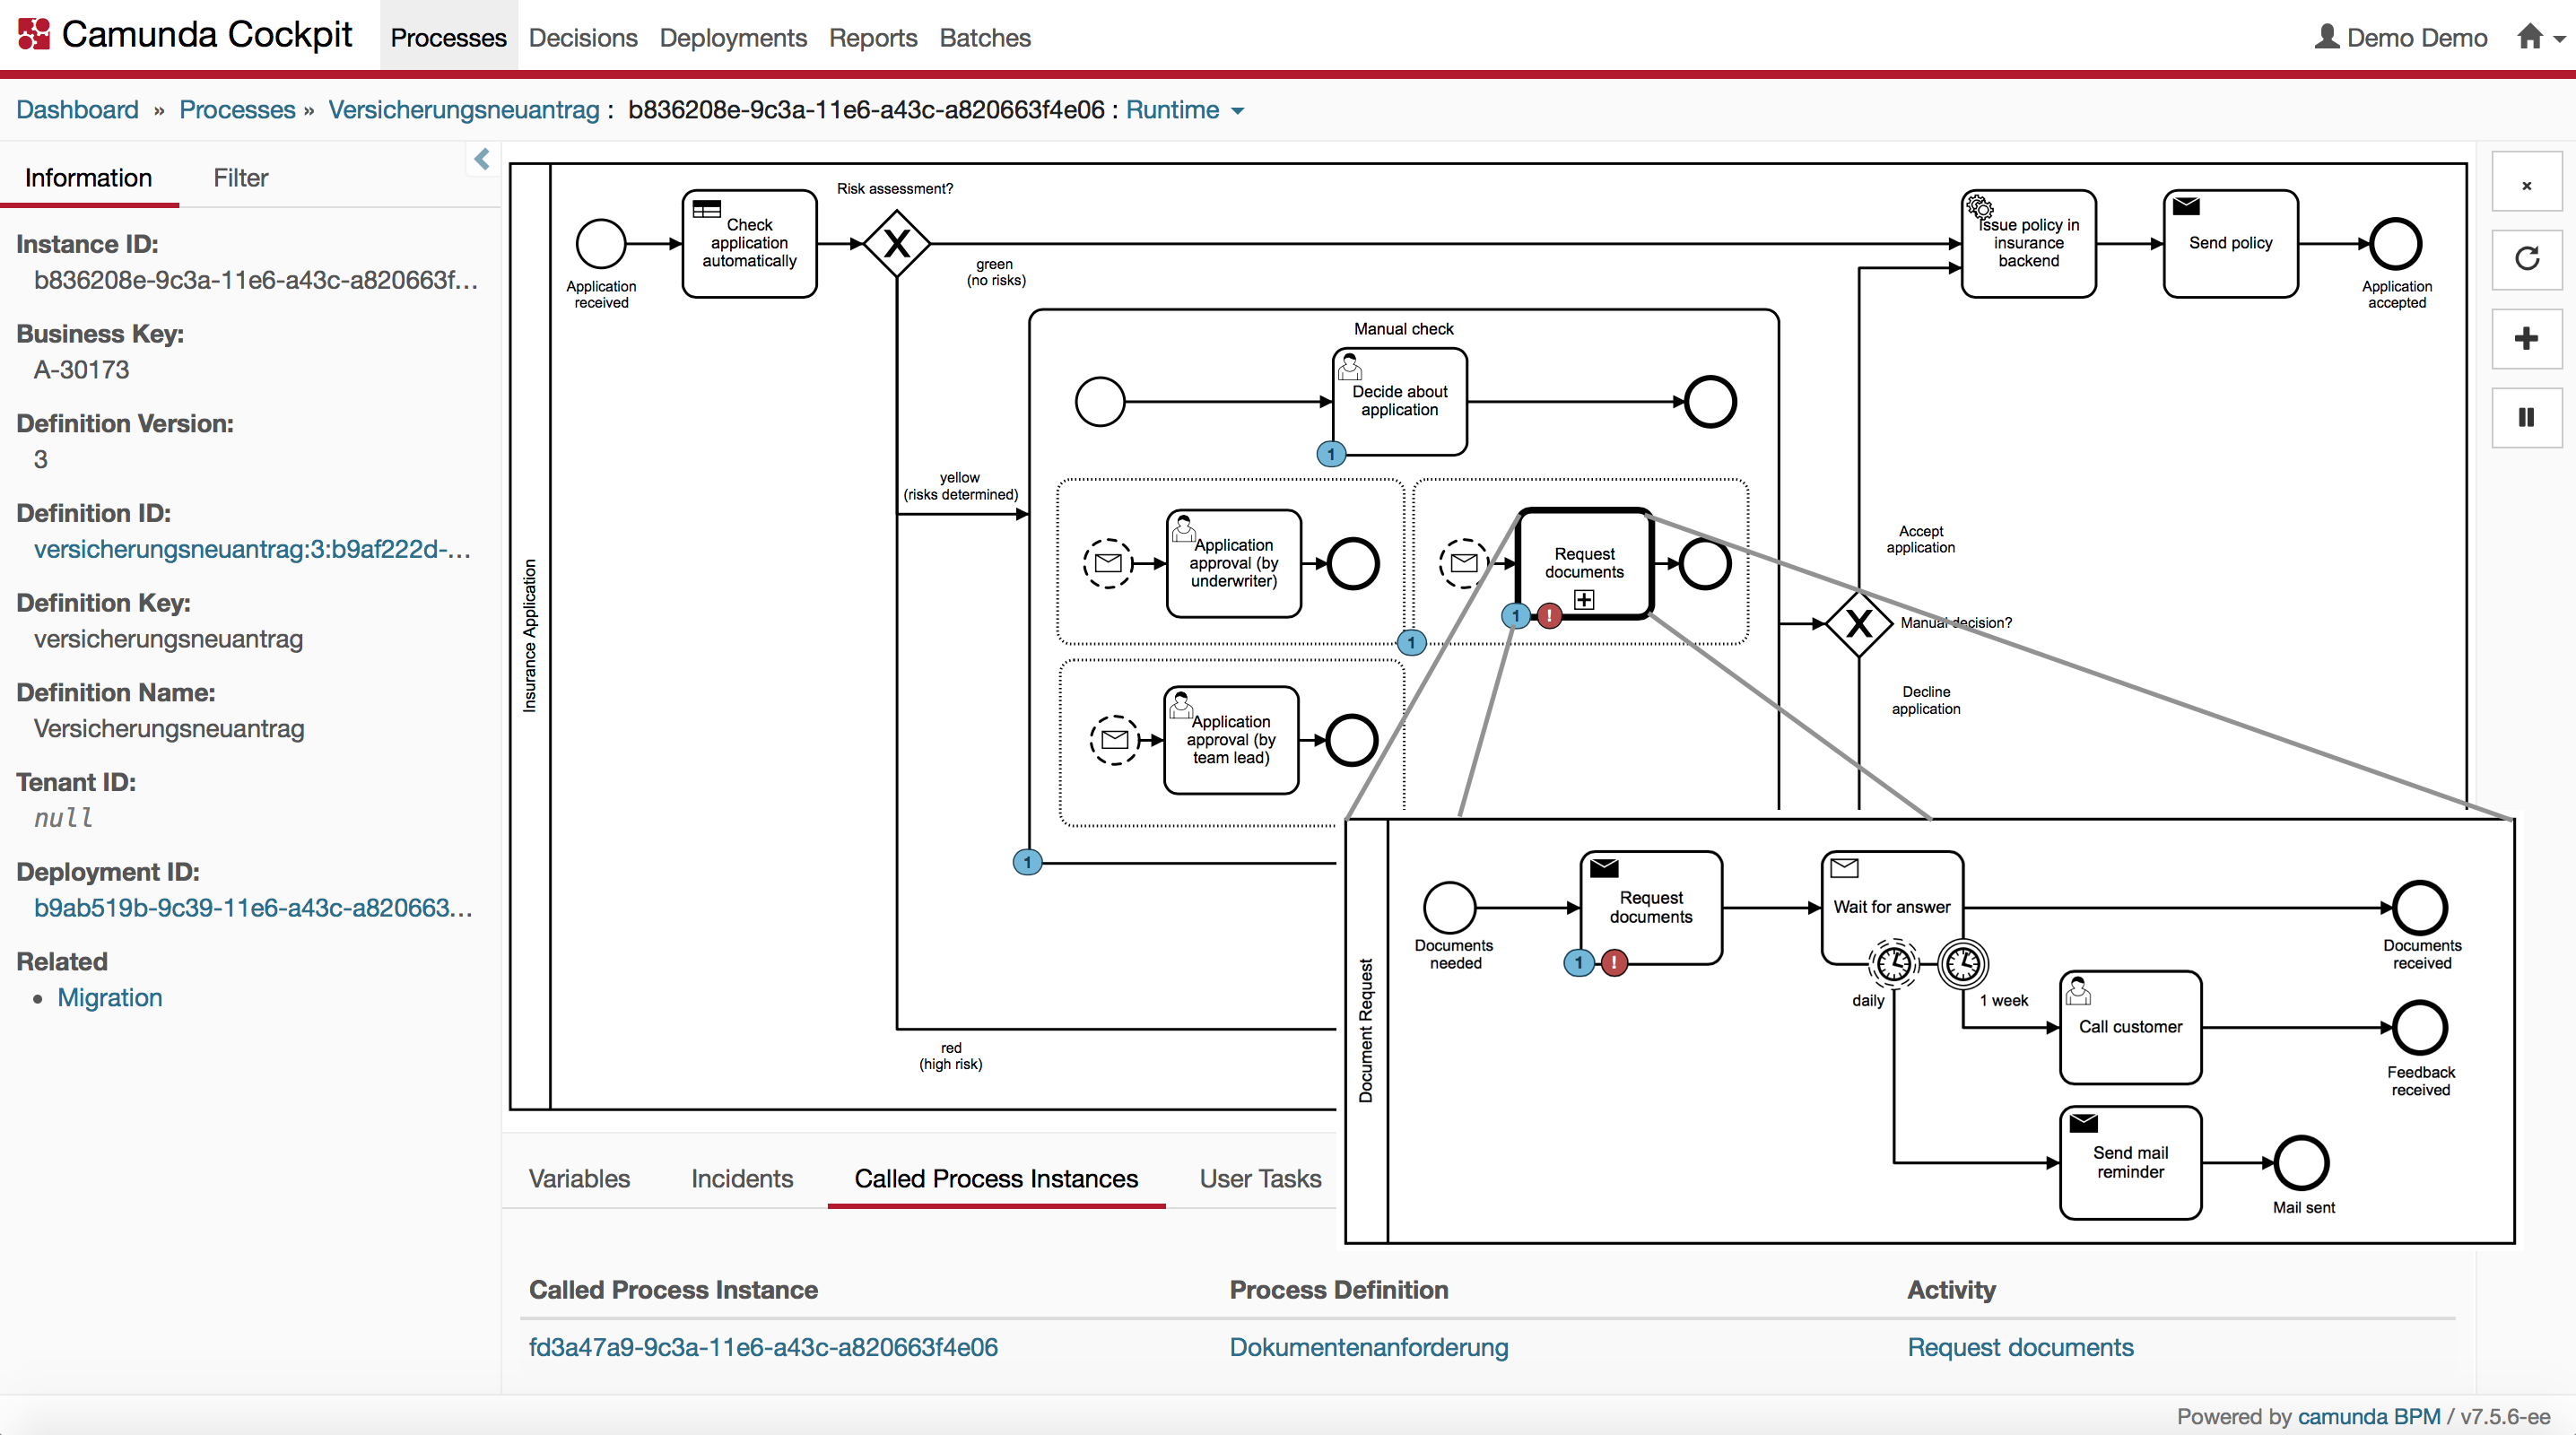 Camunda Cockpit Processes Decisions Deployments Reports Batches Demo Demo
Dashboard » Processes » Versicherungsneuantrag : b836208e-9c3a-11e6-a43c-a820663f4e06 : Runtime
Information Filter
Instance ID:
b836208e-9c3a-11e6-a43c-a820663f...
Business Key:
A-30173
Definition Version:
3
Definition ID:
versicherungsneuantrag:3:b9af222d-...
Definition Key:
versicherungsneuantrag
Definition Name:
Versicherungsneuantrag
Tenant ID:
null
Deployment ID:
b9ab519b-9c39-11e6-a43c-a820663...
Related
• Migration
Insurance Application
Application
received
Check
application
automatically
Risk assessment?
X
green
(no risks)
Issue policy in
insurance
backend
Send policy
Application
accepted
Manual check
Decide about
application
1
yellow
(risks determined)
Application
approval (by
underwriter)
Request
documents
1
!
1
Application
approval (by
team lead)
1
Accept
application
X
Manual decision?
Decline
application
red
(high risk)
Document Request
Documents
needed
Request
documents
1
!
Wait for answer
daily
1 week
Documents
received
Call customer
Feedback
received
Send mail
reminder
Mail sent
Variables Incidents Called Process Instances User Tasks
Called Process Instance Process Definition Activity
fd3a47a9-9c3a-11e6-a43c-a820663f4e06 Dokumentenanforderung Request documents
Powered by camunda BPM / v7.5.6-ee